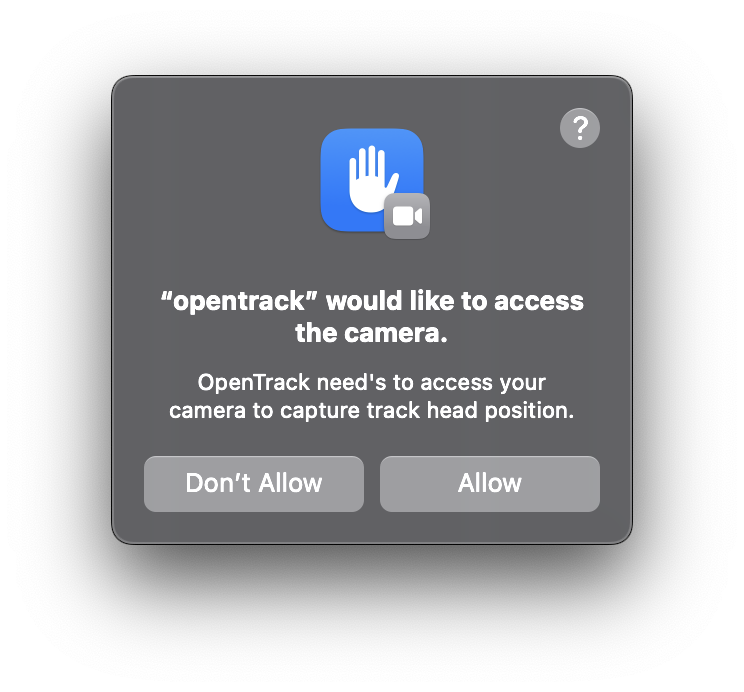 ?
“opentrack” would like to access
the camera.
OpenTrack need's to access your
camera to capture track head position.
Don’t Allow
Allow